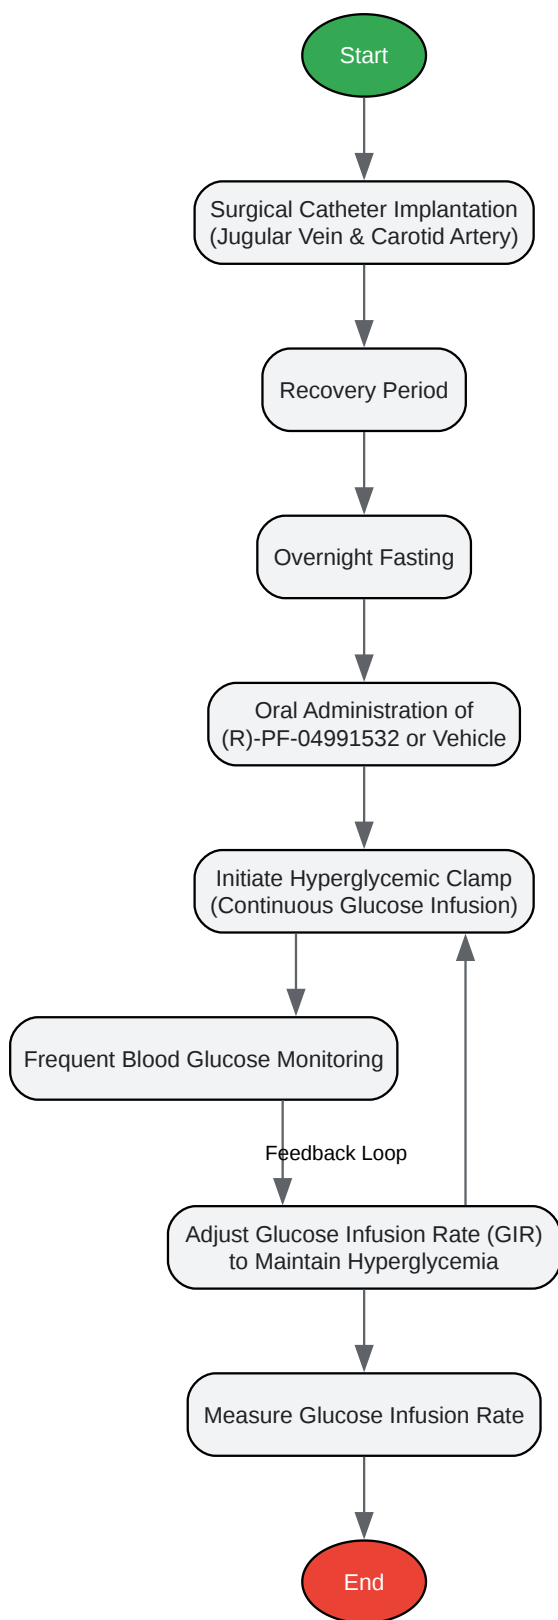 Start
Surgical Catheter Implantation
(Jugular Vein & Carotid Artery)
Recovery Period
Overnight Fasting
Oral Administration of
(R)-PF-04991532 or Vehicle
Initiate Hyperglycemic Clamp
(Continuous Glucose Infusion)
Frequent Blood Glucose Monitoring
Feedback Loop
Adjust Glucose Infusion Rate (GIR)
to Maintain Hyperglycemia
Measure Glucose Infusion Rate
End